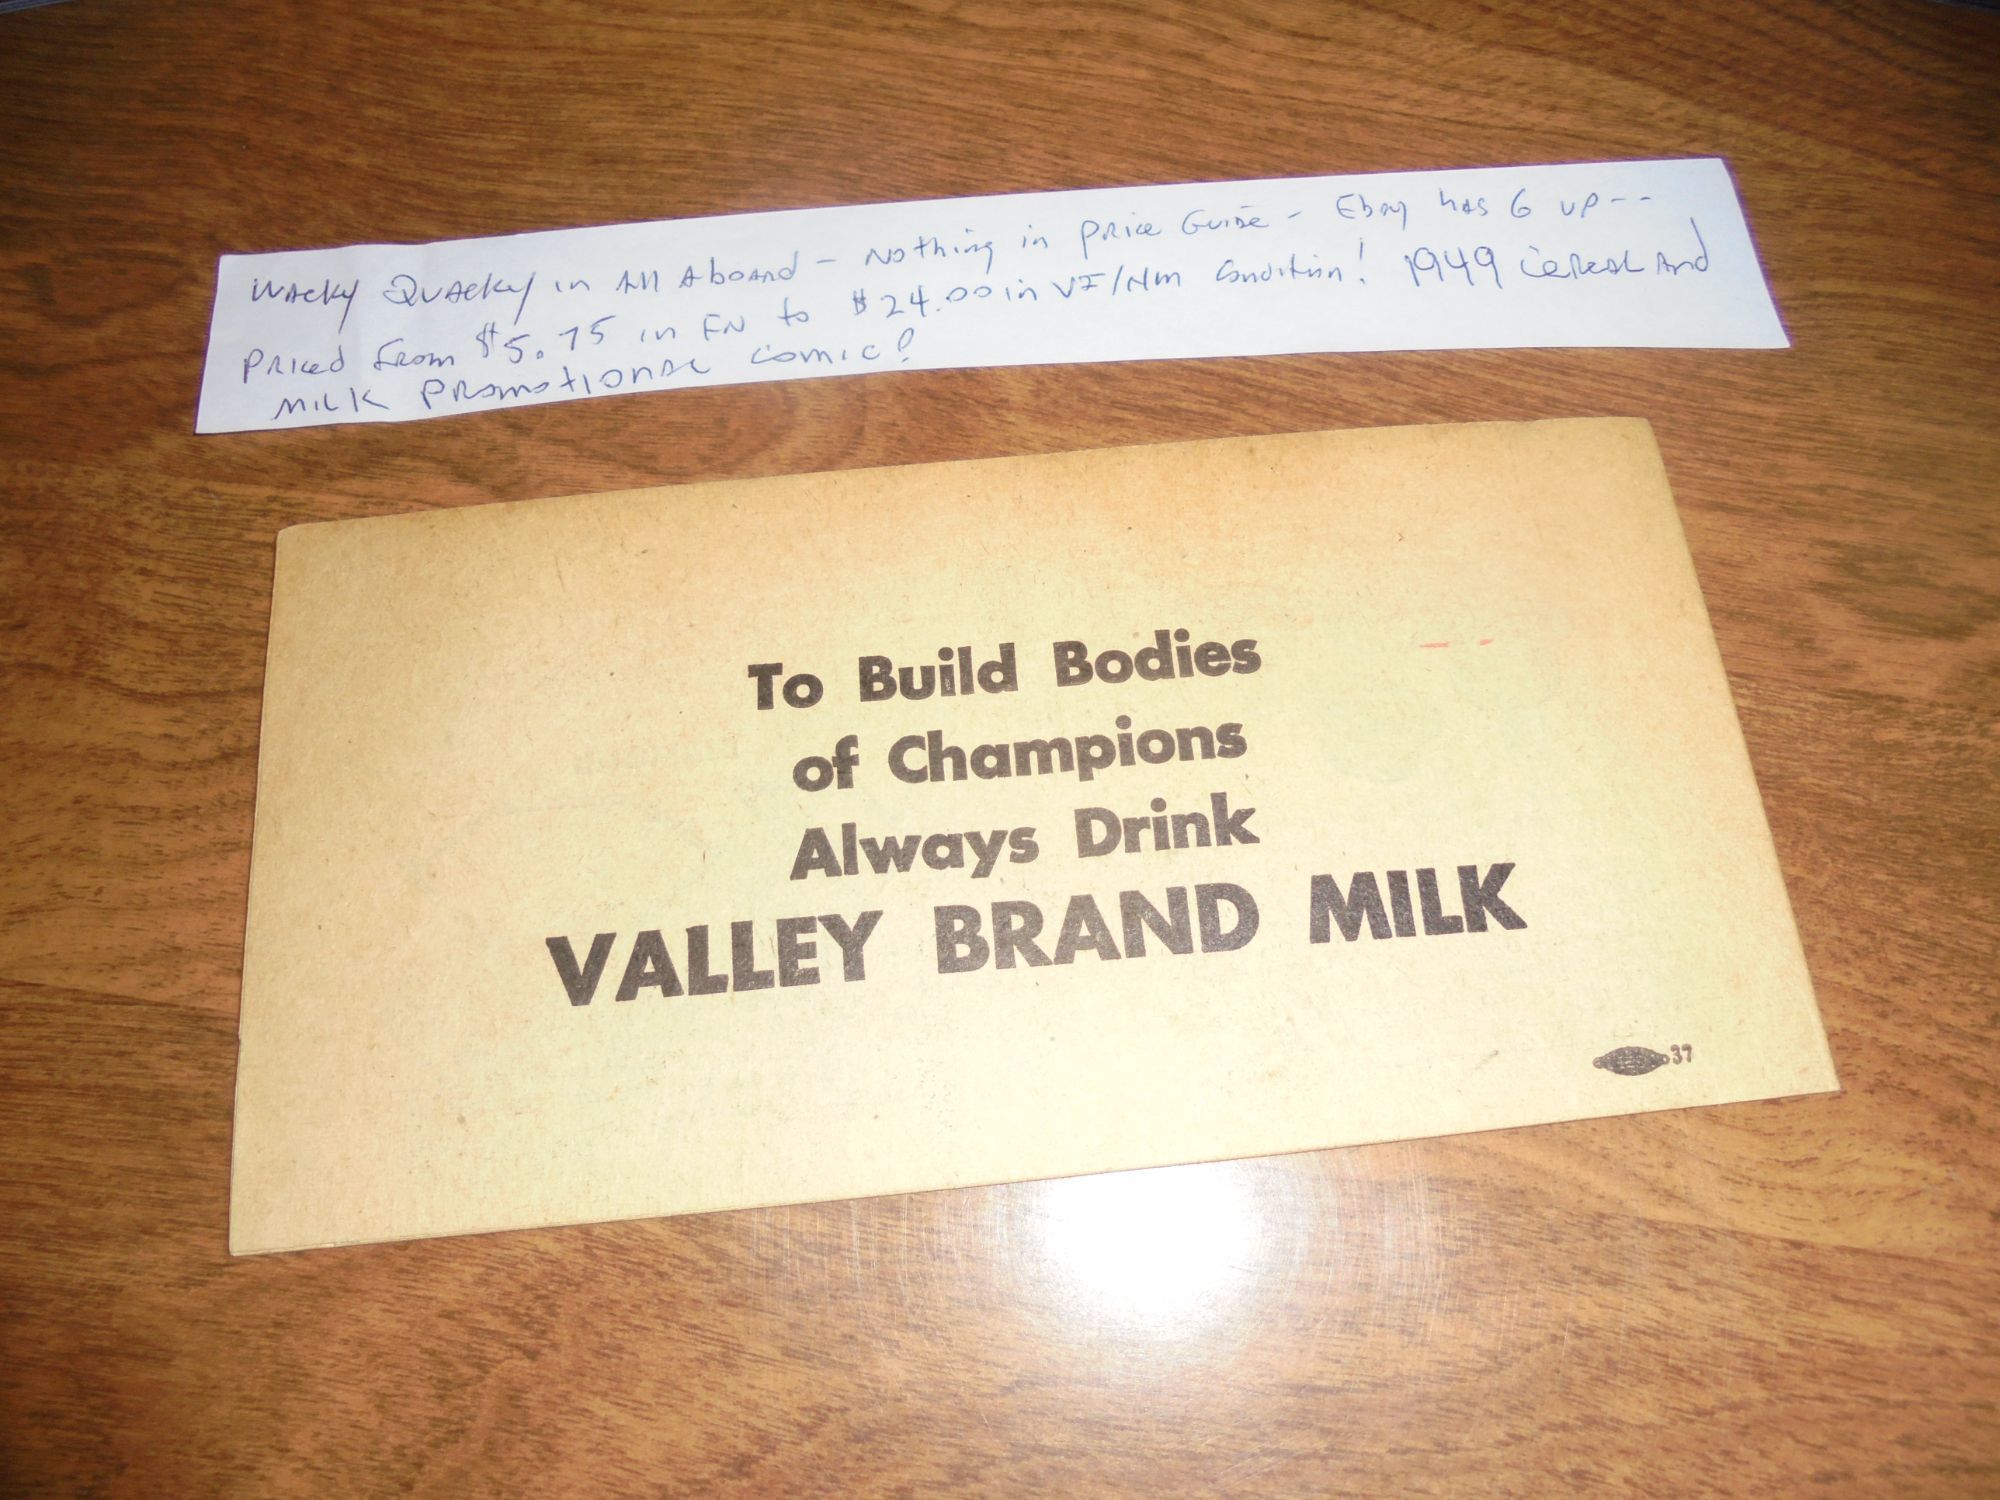 Wacky Quacky in All Aboard - Nothing in Price Guide - Ebay has 6 up--
Priced from $5.75 in FN to $24.00 in VF/NM condition! 1949 cereal and
milk promotional comic!
To Build Bodies
of Champions
Always Drink
VALLEY BRAND MILK
37